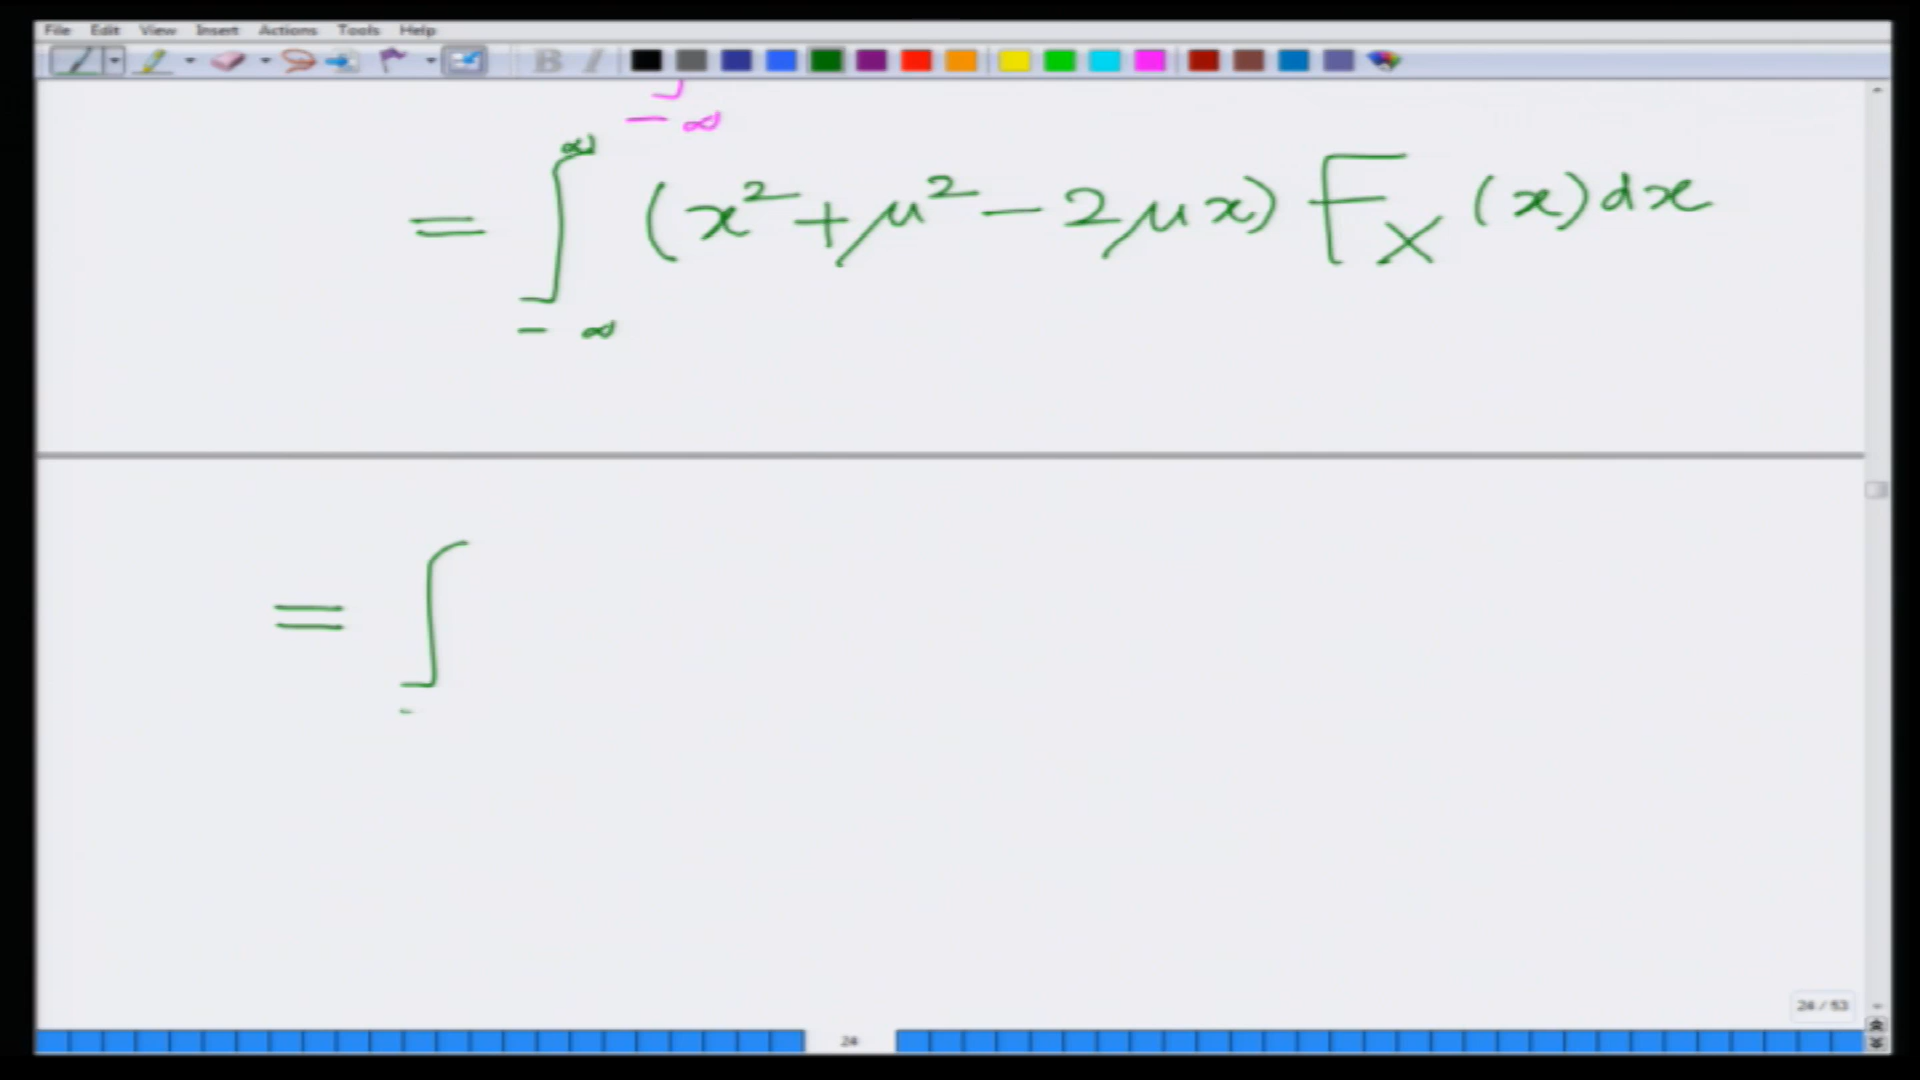 File Edit View Insert Actions Tools Help
B I
- ∞
= ∫_{-∞}^{∞} (x² + μ² - 2μx) F_X (x) dx
= ∫
24 / 53
24